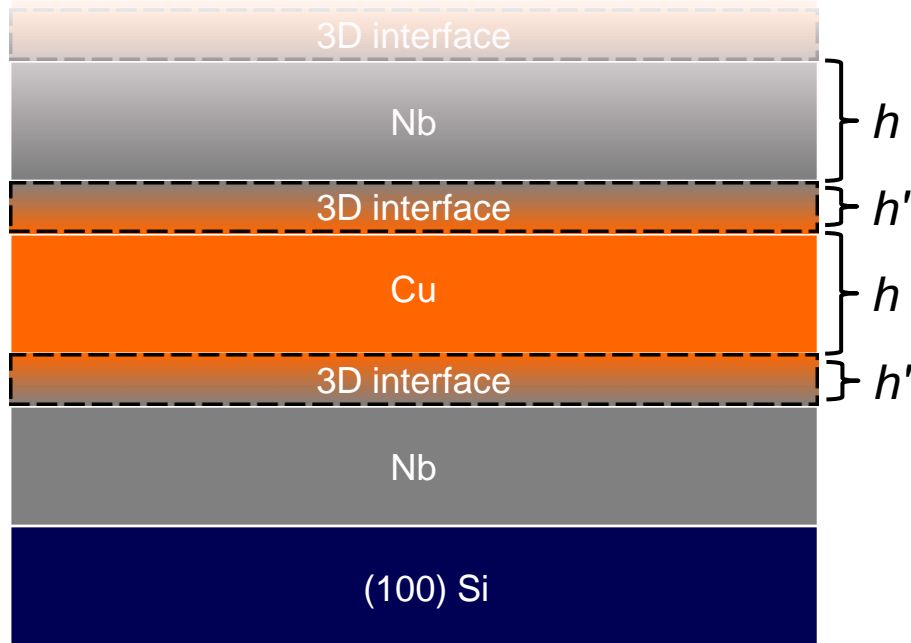 3D interface
Nb
h
3D interface
h'
Cu
h
3D interface
h'
Nb
(100) Si